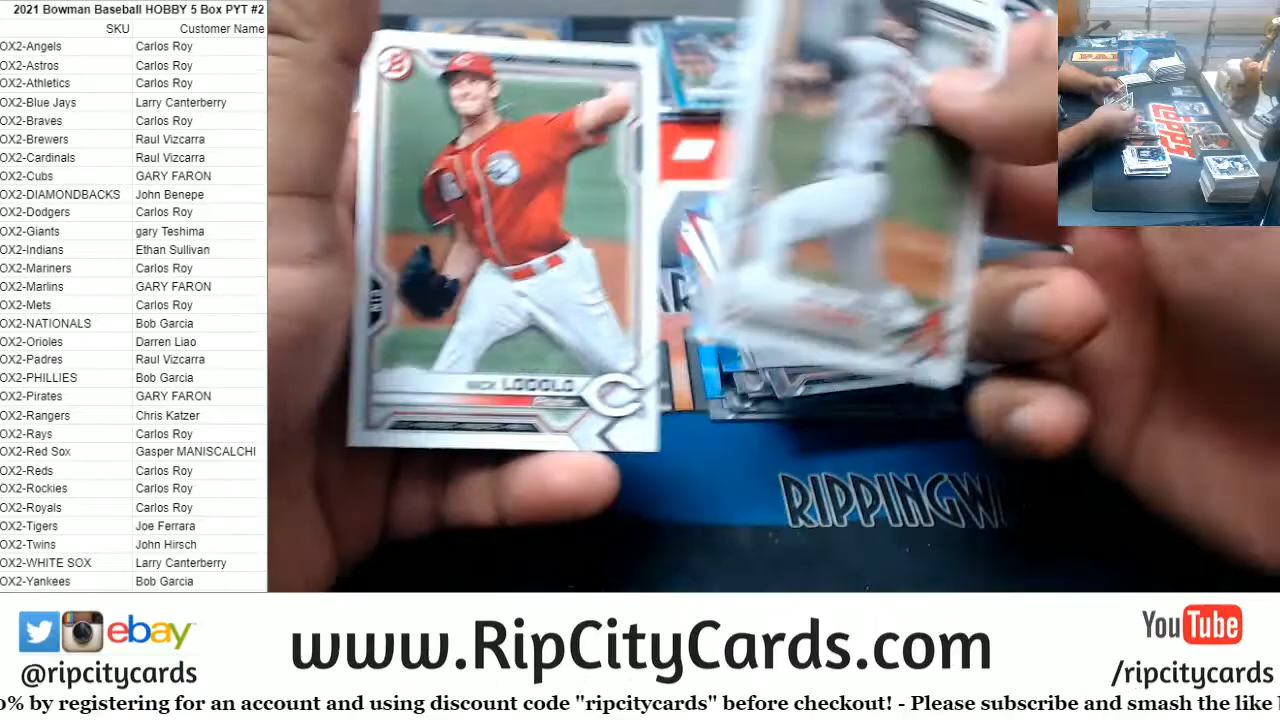 2021 Bowman Baseball HOBBY 5 Box PYT #2
SKU Customer Name
OX2-Angels Carlos Roy
OX2-Astros Carlos Roy
OX2-Athletics Carlos Roy
OX2-Blue Jays Larry Canterberry
OX2-Braves Carlos Roy
OX2-Brewers Raul Vizcarra
OX2-Cardinals Raul Vizcarra
OX2-Cubs GARY FARON
OX2-DIAMONDBACKS John Benepe
OX2-Dodgers Carlos Roy
OX2-Giants gary Teshima
OX2-Indians Ethan Sullivan
OX2-Mariners Carlos Roy
OX2-Marlins GARY FARON
OX2-Mets Carlos Roy
OX2-NATIONALS Bob Garcia
OX2-Orioles Darren Liao
OX2-Padres Raul Vizcarra
OX2-PHILLIES Bob Garcia
OX2-Pirates GARY FARON
OX2-Rangers Chris Katzer
OX2-Rays Carlos Roy
OX2-Red Sox Gasper MANISCALCHI
OX2-Reds Carlos Roy
OX2-Rockies Carlos Roy
OX2-Royals Carlos Roy
OX2-Tigers Joe Ferrara
OX2-Twins John Hirsch
OX2-WHITE SOX Larry Canterberry
OX2-Yankees Bob Garcia
B
NICK LODOLO
Pitcher
C
topps
RIPPINGW
ebay
@ripcitycards
www.RipCityCards.com
YouTube
/ripcitycards
0% by registering for an account and using discount code "ripcitycards" before checkout! - Please subscribe and smash the like